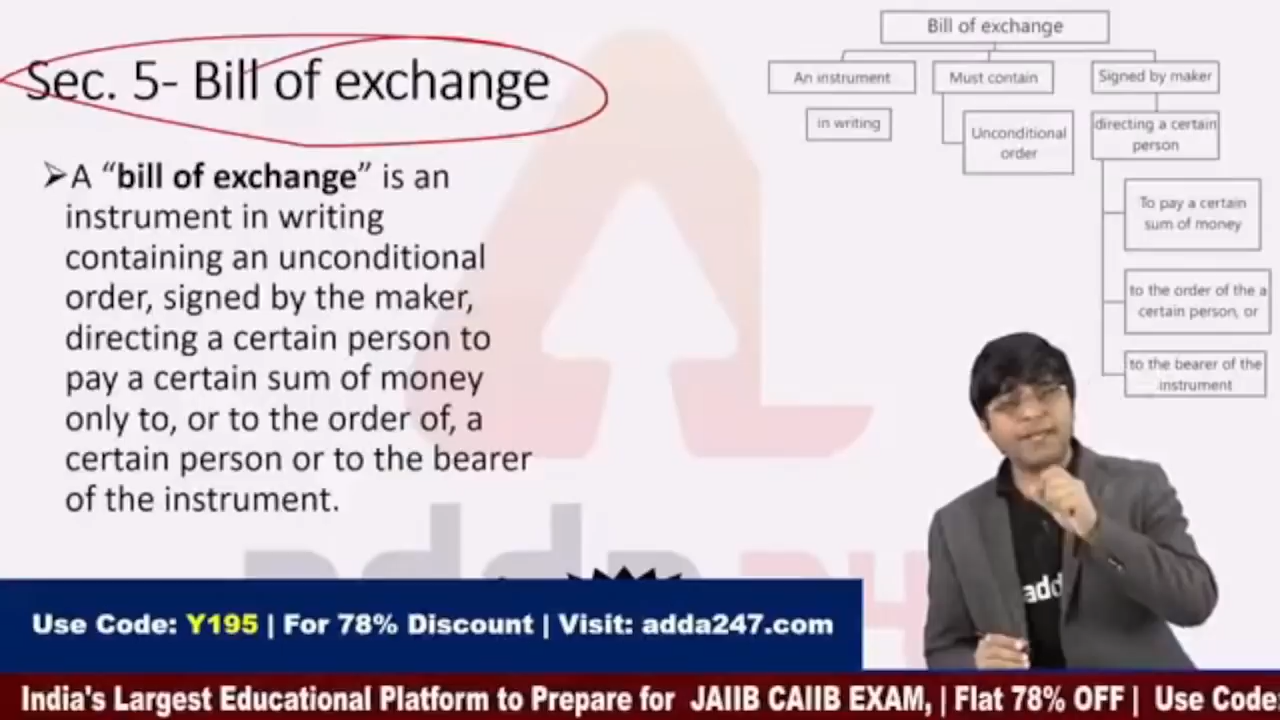 Sec. 5- Bill of exchange
➢A “bill of exchange” is an
instrument in writing
containing an unconditional
order, signed by the maker,
directing a certain person to
pay a certain sum of money
only to, or to the order of, a
certain person or to the bearer
of the instrument.
Bill of exchange
An instrument
in writing
Must contain
Unconditional
order
Signed by maker
directing a certain
person
To pay a certain
sum of money
to the order of the a
certain person, or
to the bearer of the
instrument
add
adda 24
Use Code: Y195 | For 78% Discount | Visit: adda247.com
India's Largest Educational Platform to Prepare for JAIIB CAIIB EXAM, | Flat 78% OFF | Use Code: